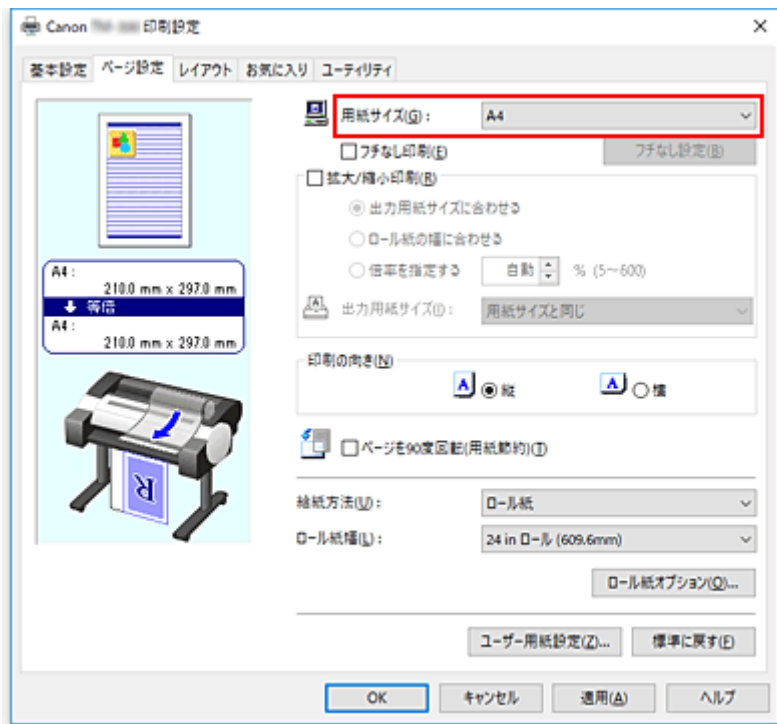 Canon 印刷設定
基本設定 ページ設定 レイアウト お気に入り ユーティリティ
用紙サイズ(G): A4
フチなし印刷(E) フチなし設定(B)
拡大/縮小印刷(R)
出力用紙サイズに合わせる
ロール紙の幅に合わせる
倍率を指定する 自動 % (5～600)
出力用紙サイズ(I): 用紙サイズと同じ
A4:
210.0 mm x 297.0 mm
等倍
A4:
210.0 mm x 297.0 mm
印刷の向き(N)
A 縦 A 横
ページを90度回転(用紙節約)(T)
R
給紙方法(U): ロール紙
ロール紙幅(L): 24 in ロール (609.6mm)
ロール紙オプション(O)...
ユーザー用紙設定(Z)... 標準に戻す(F)
OK キャンセル 適用(A) ヘルプ